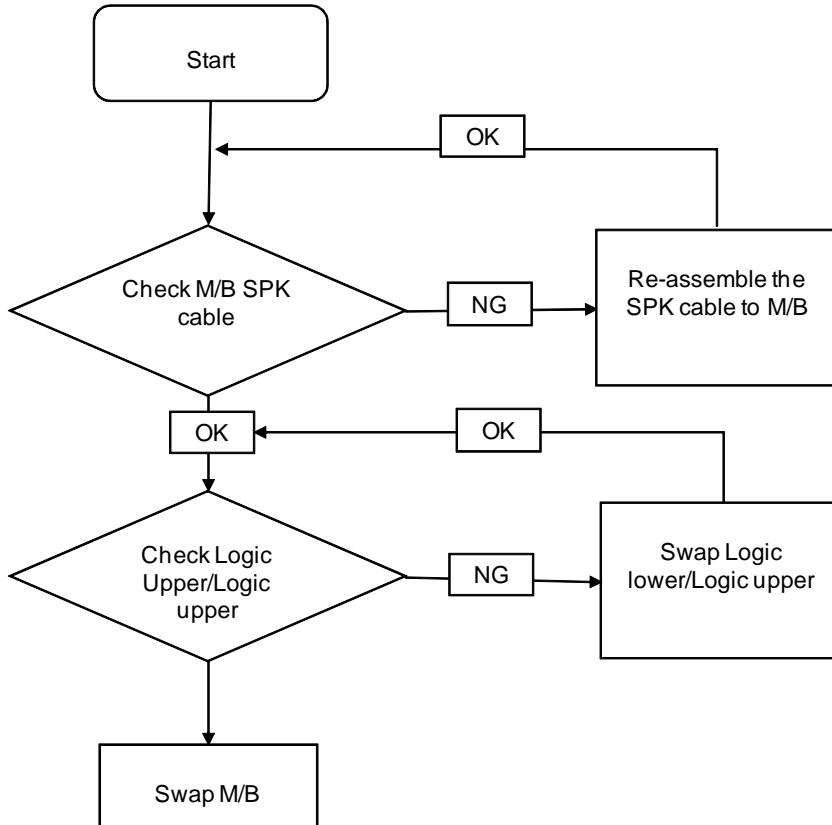 Start
OK
Check M/B SPK
cable
NG
Re-assemble the
SPK cable to M/B
OK
OK
Check Logic
Upper/Logic
upper
NG
Swap Logic
lower/Logic upper
Swap M/B